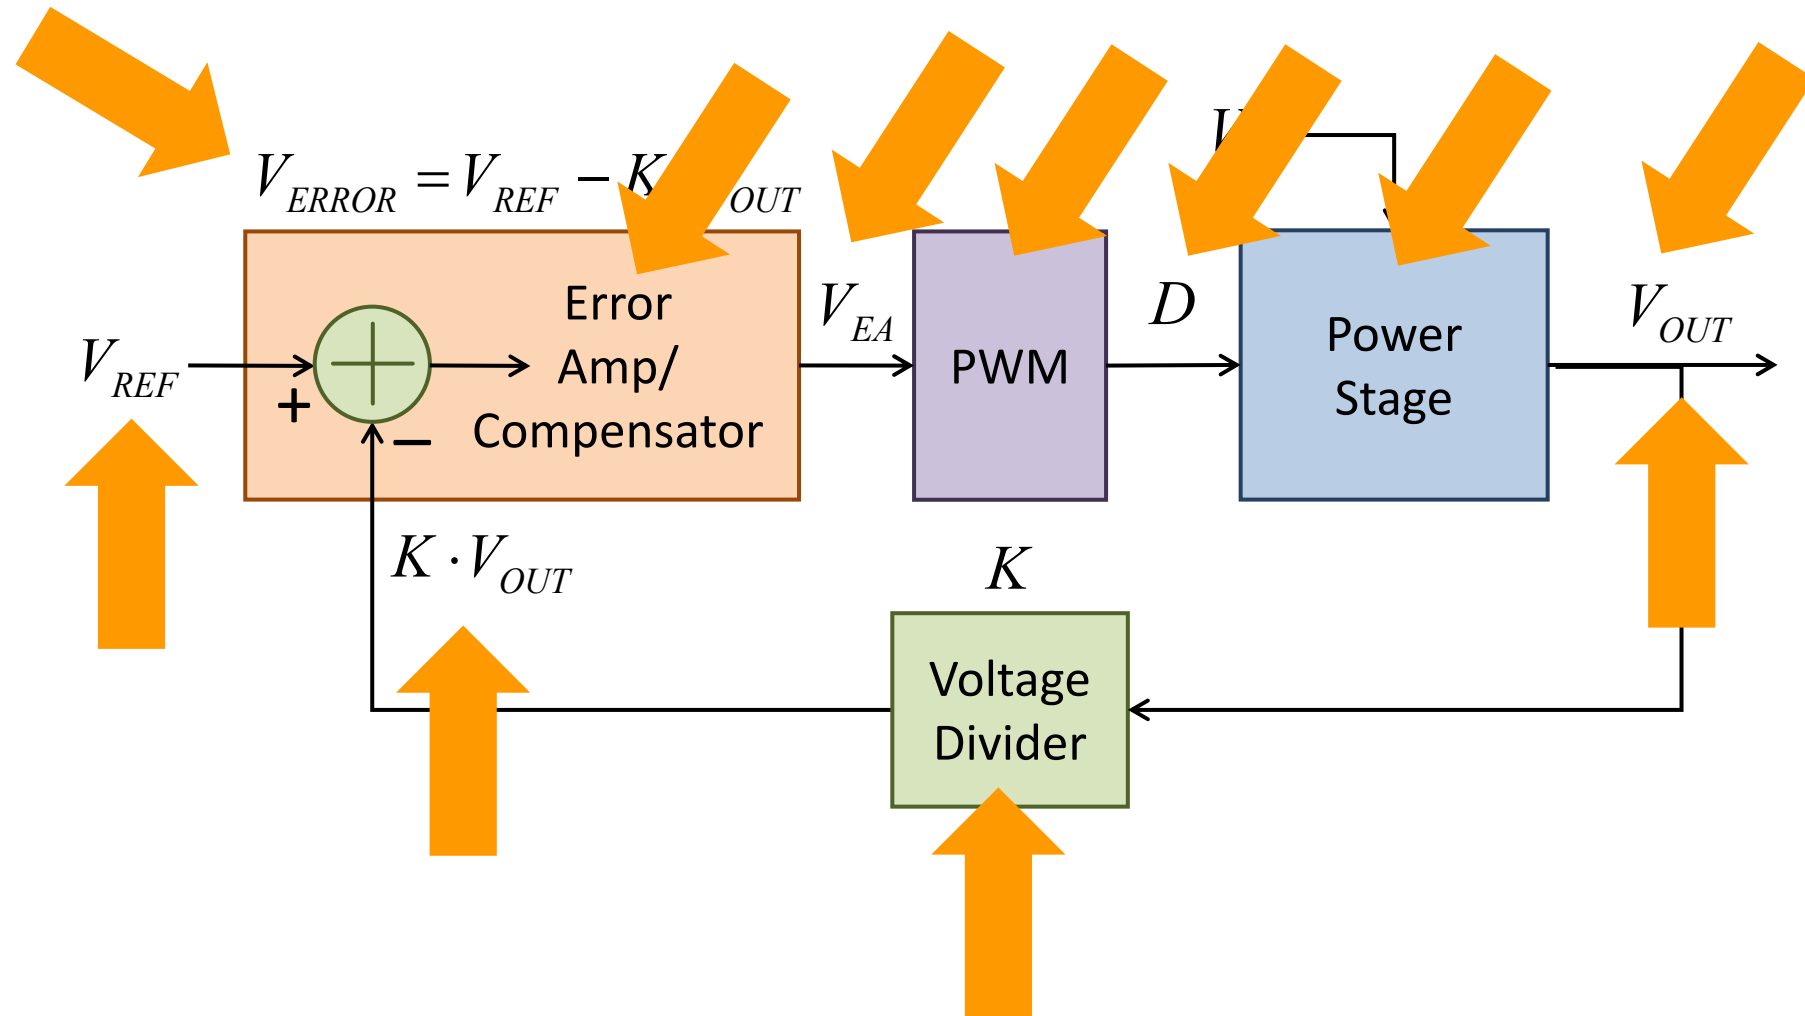 V_ERROR = V_REF − K OUT
V
V_REF
+
−
Error
Amp/
Compensator
V_EA
PWM
D
Power
Stage
V_OUT
K · V_OUT
K
Voltage
Divider